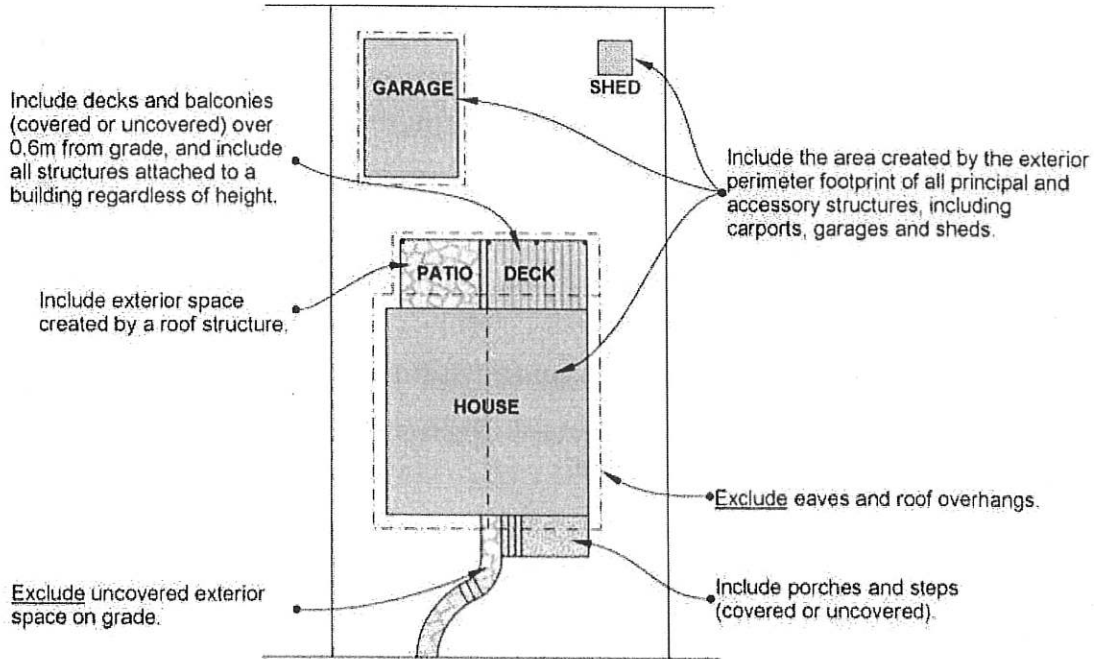 GARAGE
SHED
Include decks and balconies
(covered or uncovered) over
0.6m from grade, and include
all structures attached to a
building regardless of height.
Include the area created by the exterior
perimeter footprint of all principal and
accessory structures, including
carports, garages and sheds.
PATIO
DECK
Include exterior space
created by a roof structure.
HOUSE
Exclude eaves and roof overhangs.
Exclude uncovered exterior
space on grade.
Include porches and steps
(covered or uncovered).